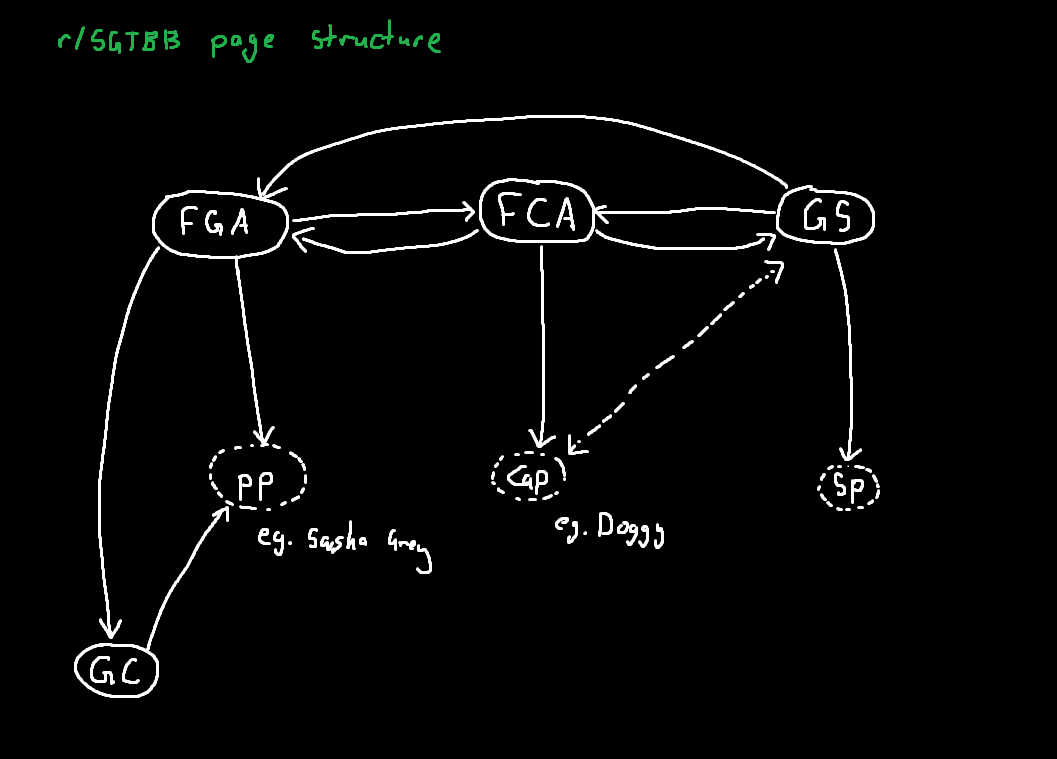 r/SGTBB page structure
FGA
FCA
GS
pp
Cap
Sp
eg. Sasha Grey
eg. Doggy
GC